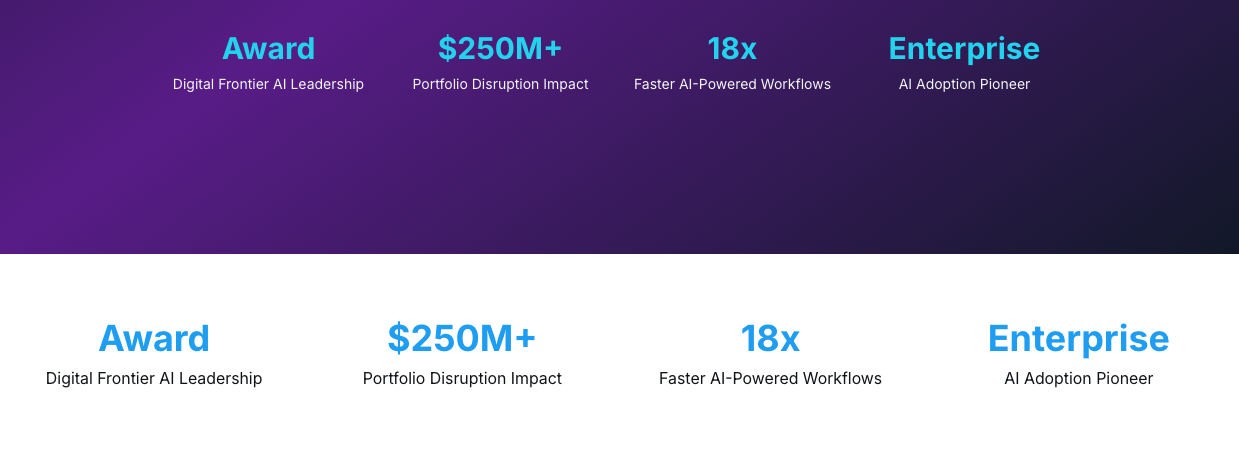 Award $250M+ 18x Enterprise
Digital Frontier AI Leadership Portfolio Disruption Impact Faster AI-Powered Workflows AI Adoption Pioneer
Award $250M+ 18x Enterprise
Digital Frontier AI Leadership Portfolio Disruption Impact Faster AI-Powered Workflows AI Adoption Pioneer